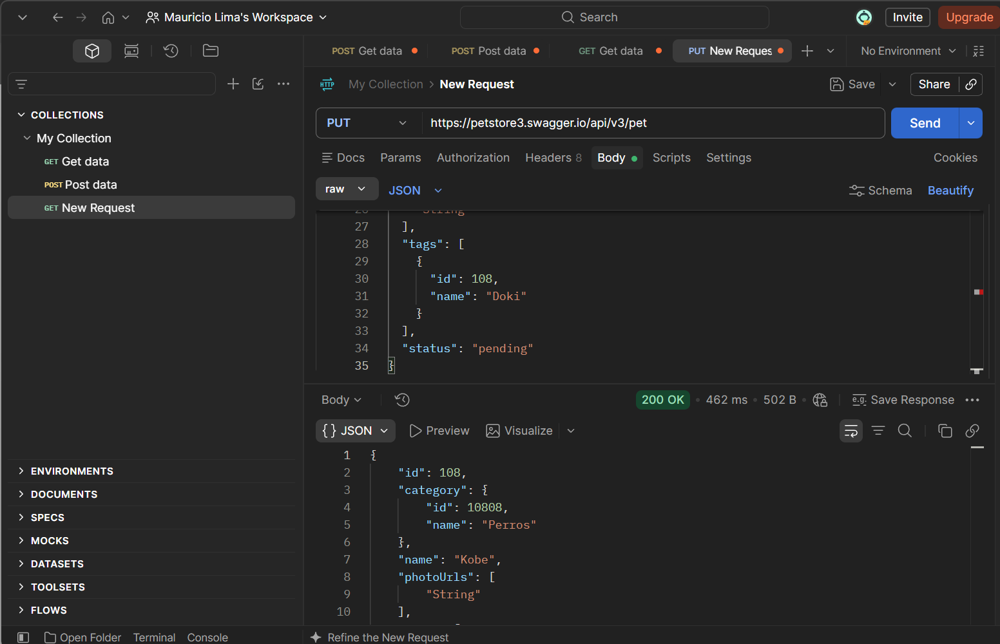 Mauricio Lima's Workspace
Search
Invite
Upgrade
POST Get data
POST Post data
GET Get data
PUT New Reques
No Environment
HTTP My Collection > New Request
Save
Share
COLLECTIONS
My Collection
GET Get data
POST Post data
GET New Request
PUT
https://petstore3.swagger.io/api/v3/pet
Send
Docs Params Authorization Headers 8 Body Scripts Settings Cookies
raw JSON Schema Beautify
26 String
27 ],
28 "tags": [
29 {
30 "id": 108,
31 "name": "Doki"
32 }
33 ],
34 "status": "pending"
35 }
Body 200 OK • 462 ms • 502 B • e.g. Save Response
{} JSON Preview Visualize
1 {
2 "id": 108,
3 "category": {
4 "id": 10808,
5 "name": "Perros"
6 },
7 "name": "Kobe",
8 "photoUrls": [
9 "String"
10 ],
ENVIRONMENTS
DOCUMENTS
SPECS
MOCKS
DATASETS
TOOLSETS
FLOWS
Open Folder Terminal Console
Refine the New Request